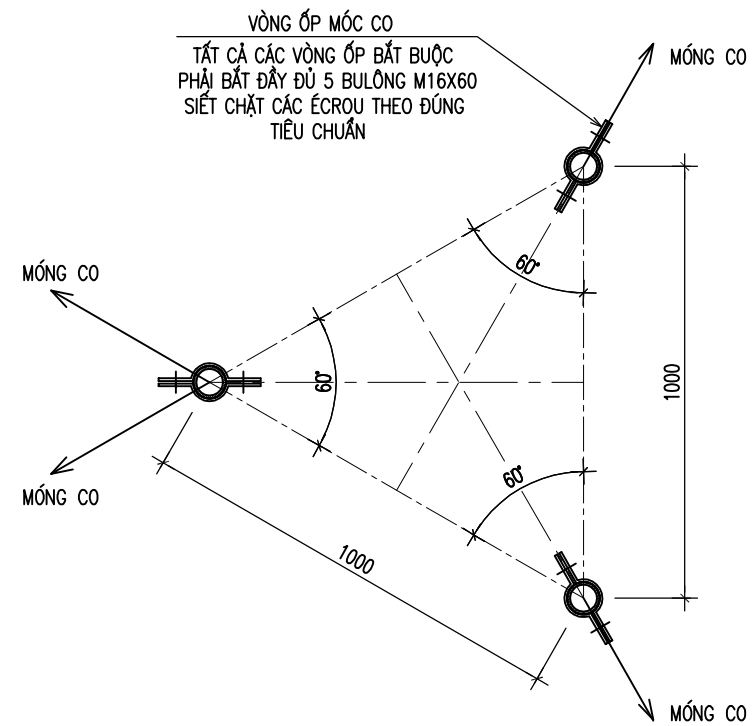 VÒNG ỐP MÓC CO
TẤT CẢ CÁC VÒNG ỐP BẮT BUỘC
PHẢI BẮT ĐẦY ĐỦ 5 BULÔNG M16X60
SIẾT CHẶT CÁC ÉCROU THEO ĐÚNG
TIÊU CHUẨN
MÓNG CO
60°
MÓNG CO
60°
1000
MÓNG CO
60°
1000
MÓNG CO